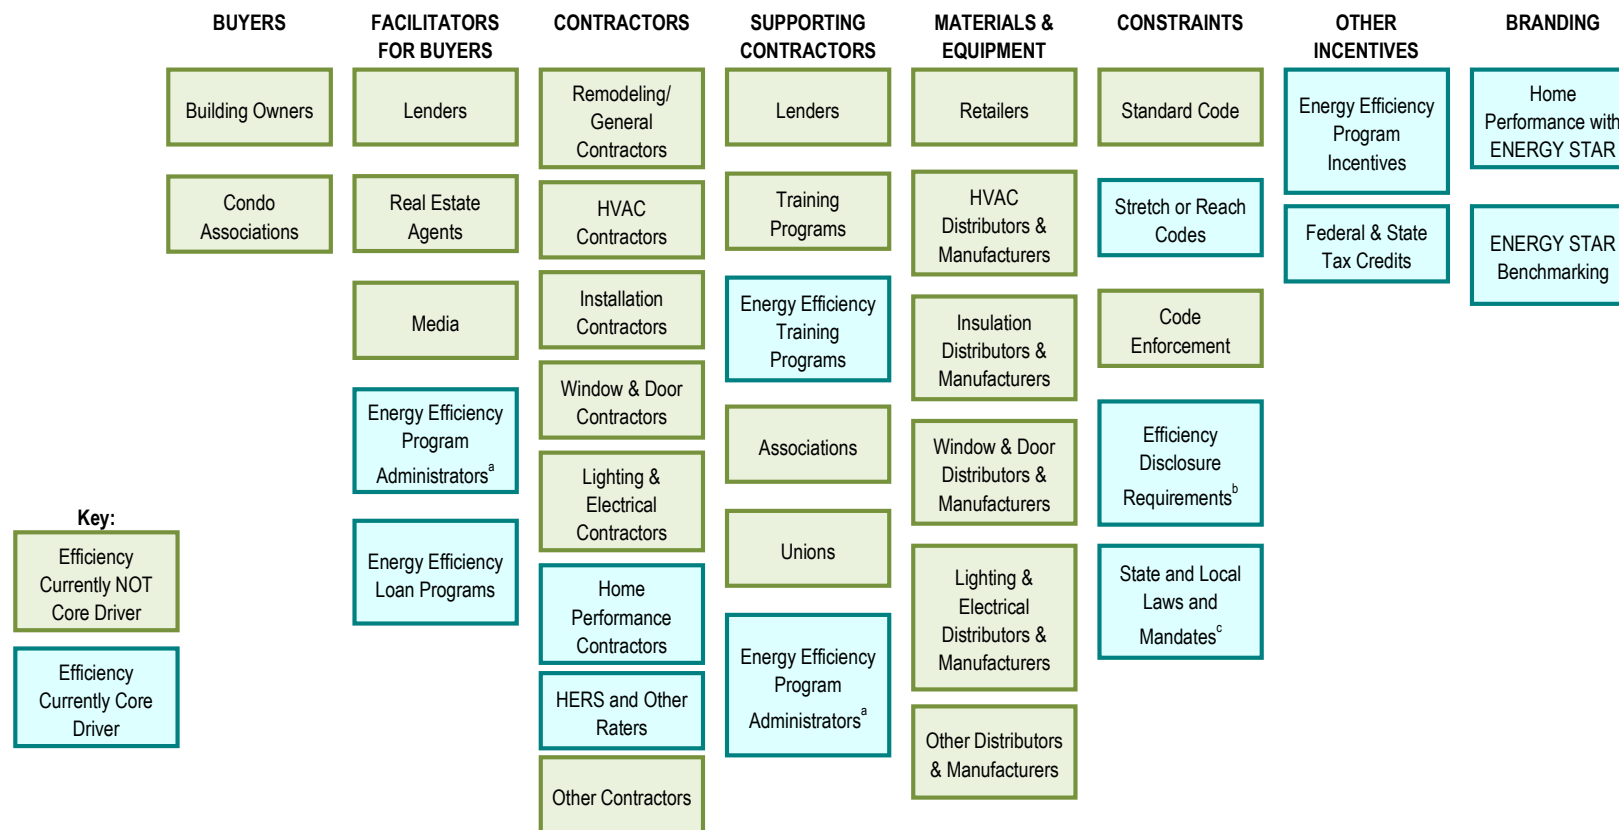 BUYERS
Building Owners
Condo
Associations
FACILITATORS
FOR BUYERS
Lenders
Real Estate
Agents
Media
Energy Efficiency
Program
Administratorsᵃ
Energy Efficiency
Loan Programs
CONTRACTORS
Remodeling/
General
Contractors
HVAC
Contractors
Installation
Contractors
Window & Door
Contractors
Lighting &
Electrical
Contractors
Home
Performance
Contractors
HERS and Other
Raters
Other Contractors
SUPPORTING
CONTRACTORS
Lenders
Training
Programs
Energy Efficiency
Training
Programs
Associations
Unions
Energy Efficiency
Program
Administratorsᵃ
MATERIALS &
EQUIPMENT
Retailers
HVAC
Distributors &
Manufacturers
Insulation
Distributors &
Manufacturers
Window & Door
Distributors &
Manufacturers
Lighting &
Electrical
Distributors &
Manufacturers
Other Distributors
& Manufacturers
CONSTRAINTS
Standard Code
Stretch or Reach
Codes
Code
Enforcement
Efficiency
Disclosure
Requirementsᵇ
State and Local
Laws and
Mandatesᶜ
OTHER
INCENTIVES
Energy Efficiency
Program
Incentives
Federal & State
Tax Credits
BRANDING
Home
Performance with
ENERGY STAR
ENERGY STAR
Benchmarking
Key:
Efficiency
Currently NOT
Core Driver
Efficiency
Currently Core
Driver